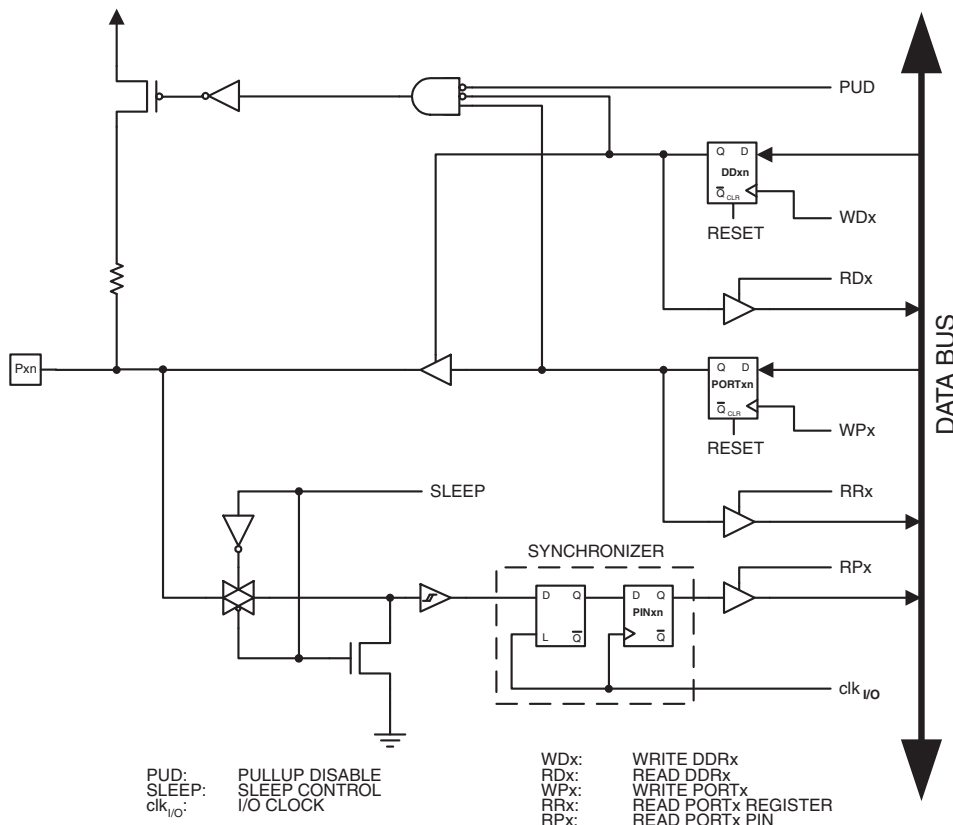 PUD
Q D
DDxn
Q CLR
WDx
RESET
RDx
DATA BUS
Pxn
Q D
PORTxn
Q CLR
WPx
RESET
RRx
SLEEP
SYNCHRONIZER
RPx
D Q
L Q
D Q
PINxn
Q
clk I/O
PUD: PULLUP DISABLE
SLEEP: SLEEP CONTROL
clkI/O: I/O CLOCK
WDx: WRITE DDRx
RDx: READ DDRx
WPx: WRITE PORTx
RRx: READ PORTx REGISTER
RPx: READ PORTx PIN